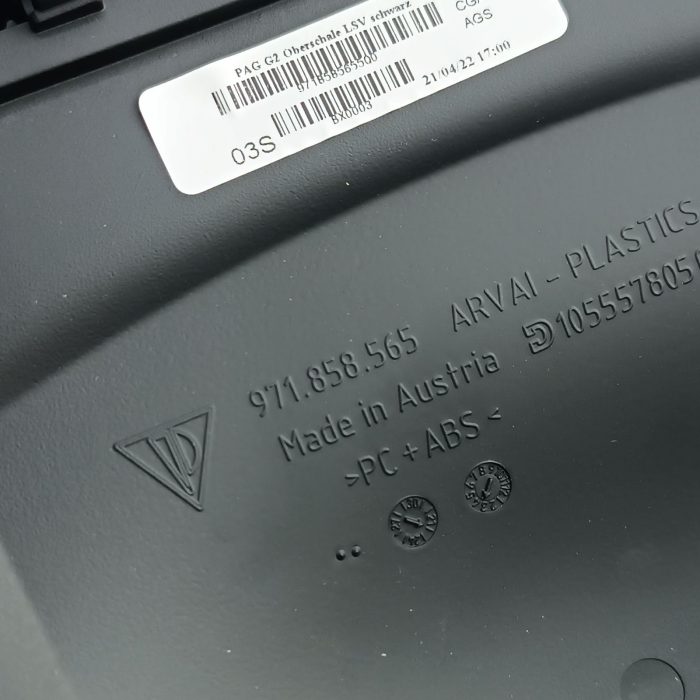 PAG G2 Oberschale LSV schwarz
971858565500
03S
BX0003
21/04/22 17:00
AGS
971.858.565 ARVAI - PLASTICS
Made in Austria 105557805
>PC + ABS <